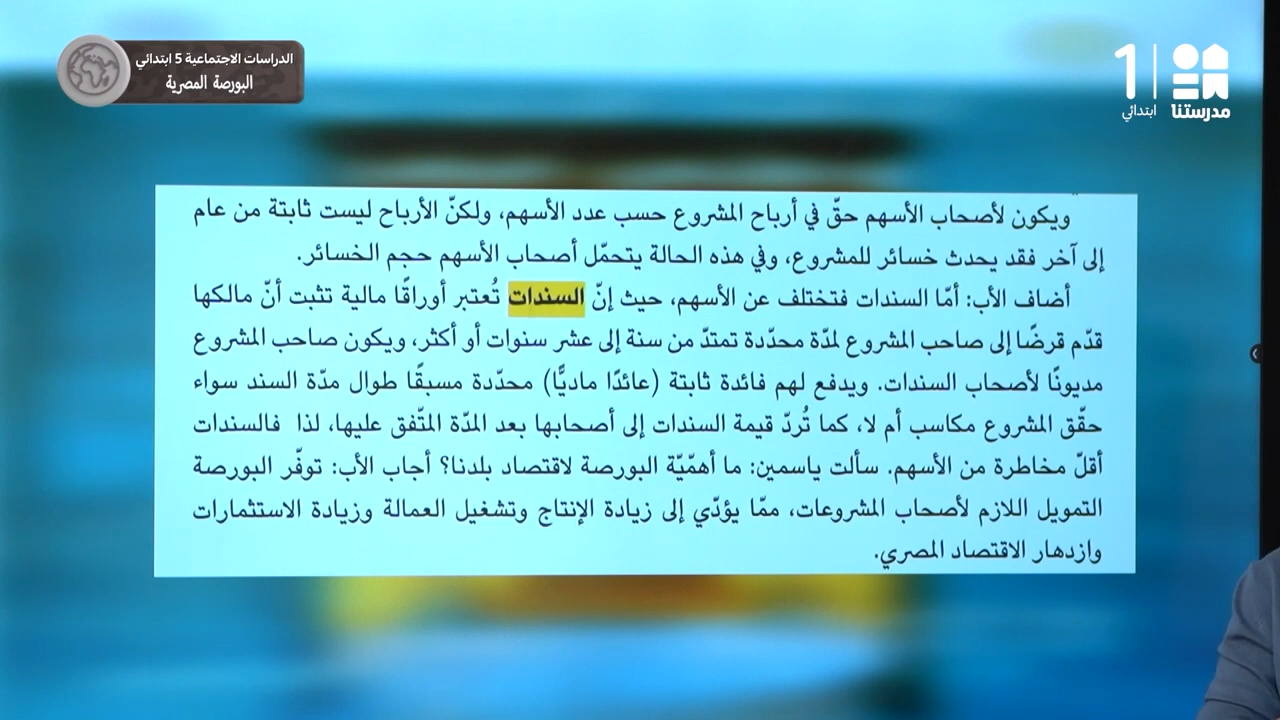 الدراسات الاجتماعية 5 ابتدائي
البورصة المصرية
1
ابتدائي
مدرستنا
ويكون لأصحاب الأسهم حقّ في أرباح المشروع حسب عدد الأسهم، ولكنّ الأرباح ليست ثابتة من عام
إلى آخر فقد يحدث خسائر للمشروع، وفي هذه الحالة يتحمّل أصحاب الأسهم حجم الخسائر.
أضاف الأب: أمّا السندات فتختلف عن الأسهم، حيث إنّ السندات تُعتبر أوراقًا مالية تثبت أنّ مالكها
قدّم قرضًا إلى صاحب المشروع لمدّة محدّدة تمتدّ من سنة إلى عشر سنوات أو أكثر، ويكون صاحب المشروع
مديونًا لأصحاب السندات. ويدفع لهم فائدة ثابتة (عائدًا ماديًّا) محدّدة مسبقًا طوال مدّة السند سواء
حقّق المشروع مكاسب أم لا، كما تُردّ قيمة السندات إلى أصحابها بعد المدّة المتّفق عليها، لذا فالسندات
أقلّ مخاطرة من الأسهم. سألت ياسمين: ما أهمّيّة البورصة لاقتصاد بلدنا؟ أجاب الأب: توفّر البورصة
التمويل اللازم لأصحاب المشروعات، ممّا يؤدّي إلى زيادة الإنتاج وتشغيل العمالة وزيادة الاستثمارات
وازدهار الاقتصاد المصري.